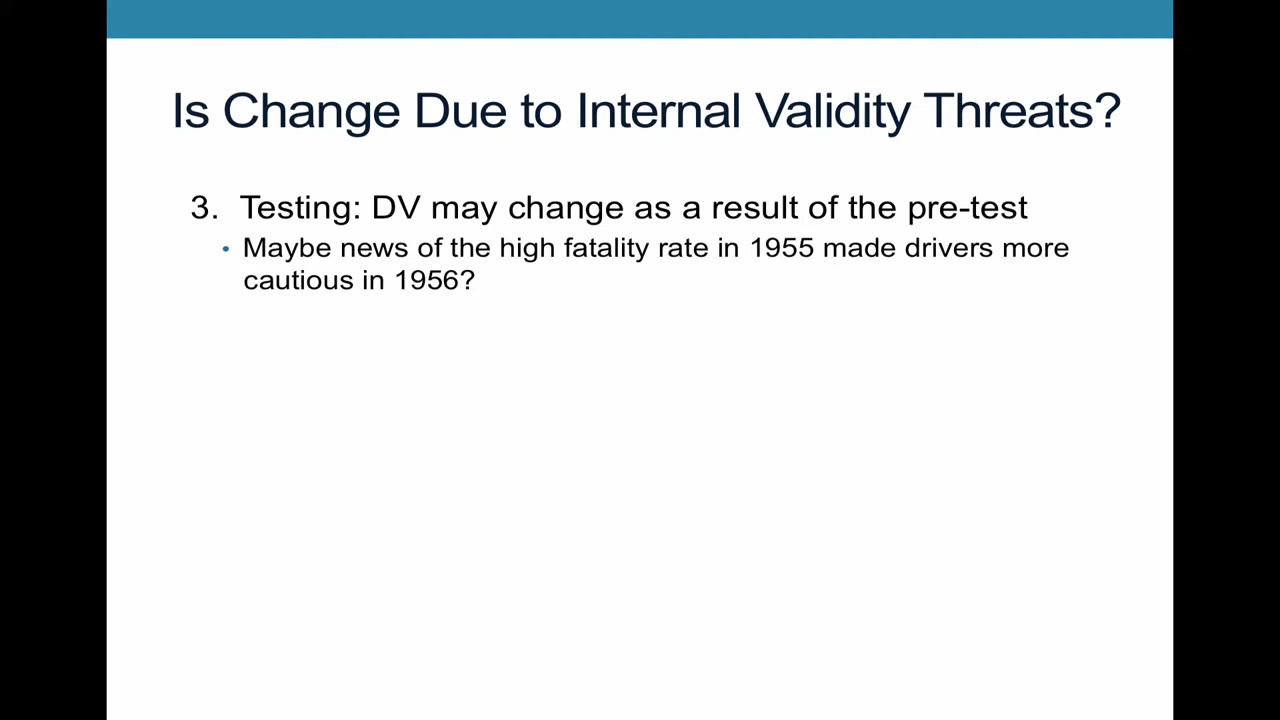 Is Change Due to Internal Validity Threats?
3. Testing: DV may change as a result of the pre-test
• Maybe news of the high fatality rate in 1955 made drivers more
cautious in 1956?